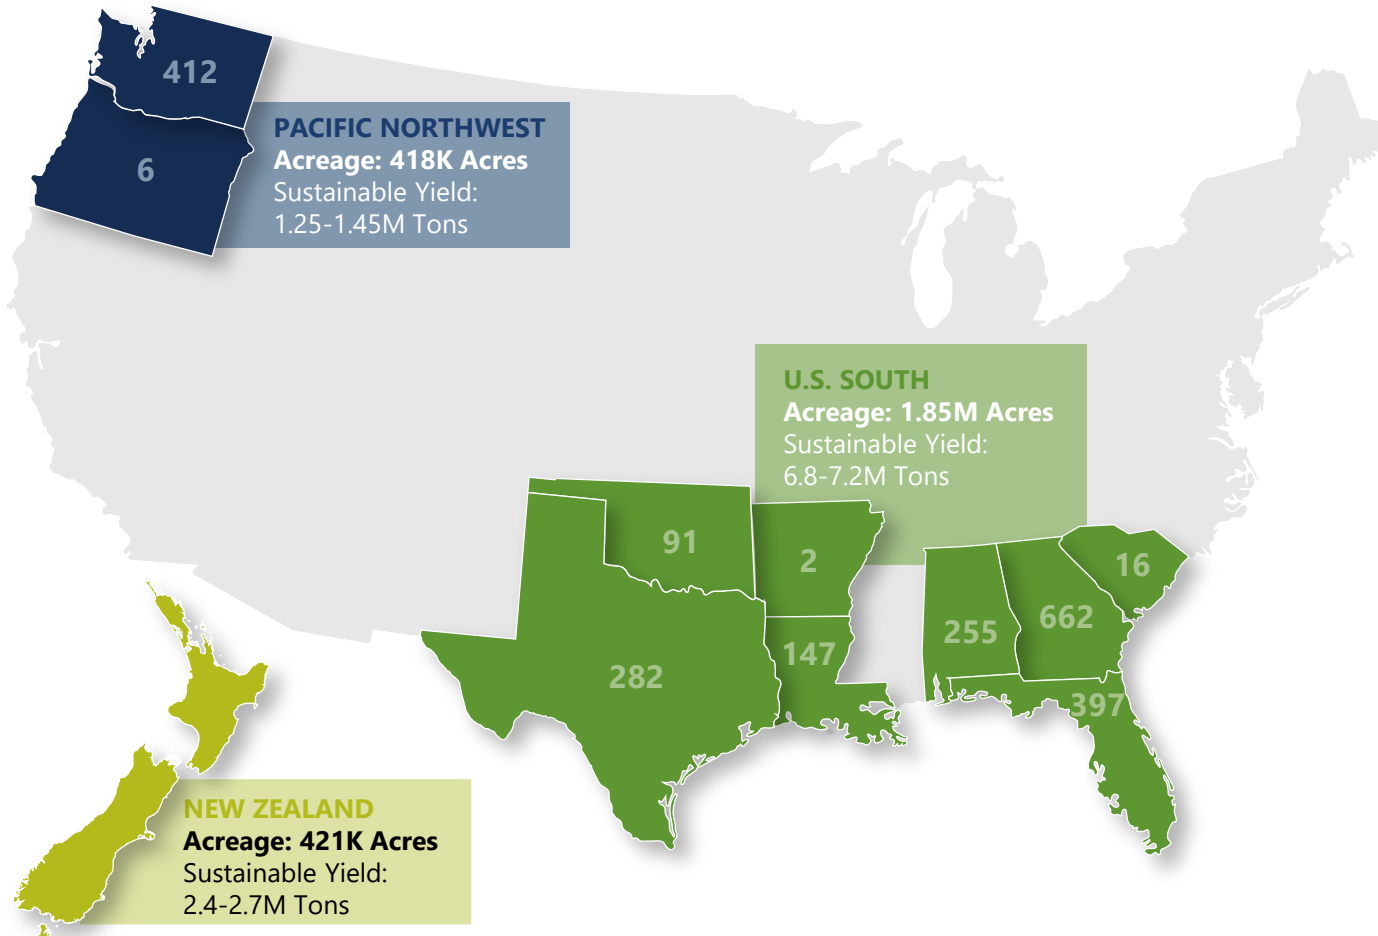 412
6
PACIFIC NORTHWEST
Acreage: 418K Acres
Sustainable Yield:
1.25-1.45M Tons
U.S. SOUTH
Acreage: 1.85M Acres
Sustainable Yield:
6.8-7.2M Tons
91
2
16
282
147
255
662
397
NEW ZEALAND
Acreage: 421K Acres
Sustainable Yield:
2.4-2.7M Tons